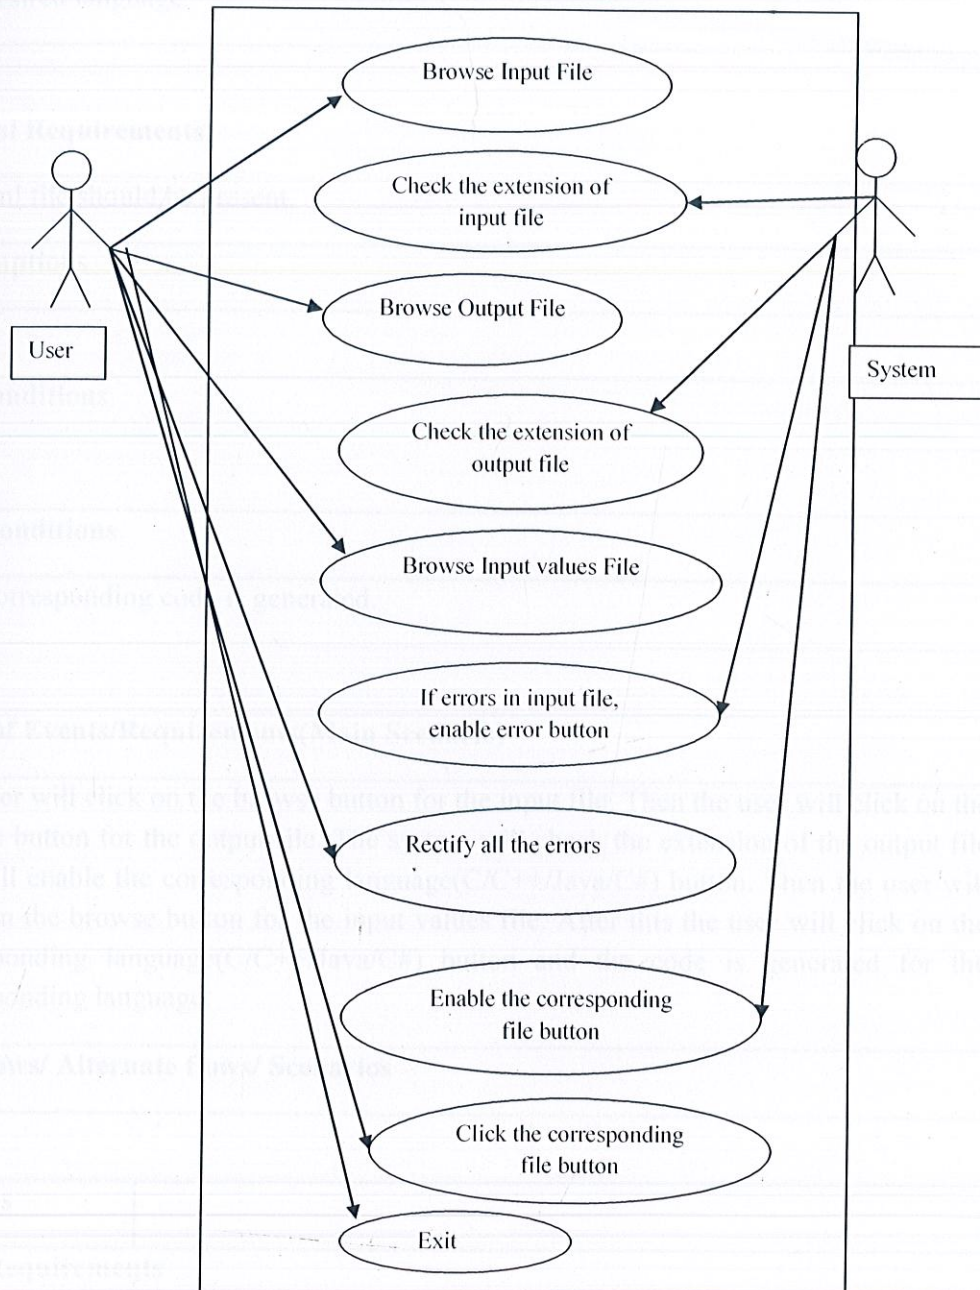 Browse Input File
Check the extension of
input file
Browse Output File
User
System
Check the extension of
output file
Browse Input values File
If errors in input file,
enable error button
Rectify all the errors
Enable the corresponding
file button
Click the corresponding
file button
Exit